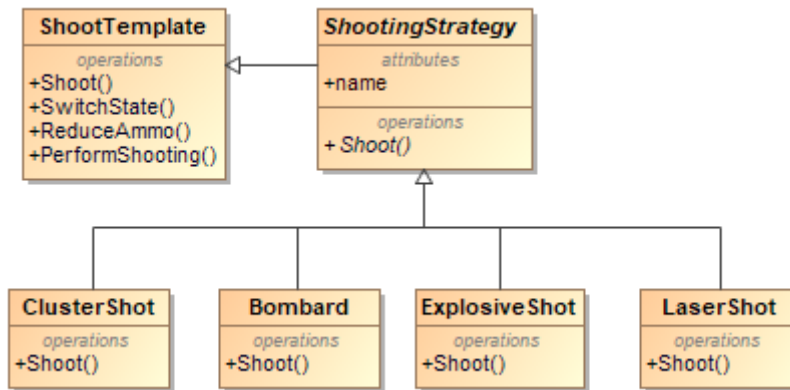 ShootTemplate
operations
+Shoot()
+SwitchState()
+ReduceAmmo()
+PerformShooting()
ShootingStrategy
attributes
+name
operations
+ Shoot()
ClusterShot
operations
+Shoot()
Bombard
operations
+Shoot()
ExplosiveShot
operations
+Shoot()
LaserShot
operations
+Shoot()